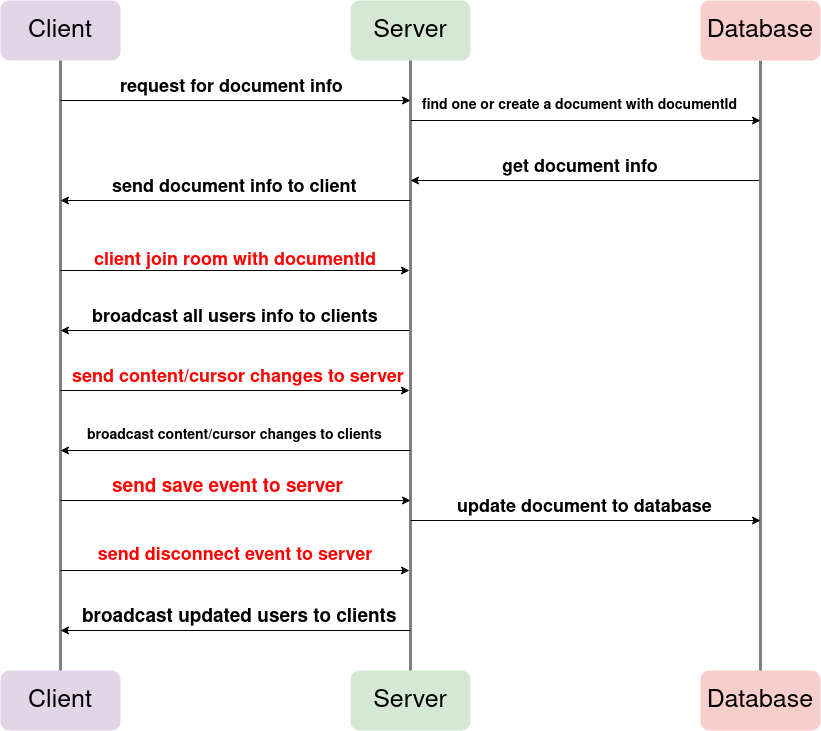 Client
Server
Database
request for document info
find one or create a document with documentId
get document info
send document info to client
client join room with documentId
broadcast all users info to clients
send content/cursor changes to server
broadcast content/cursor changes to clients
send save event to server
update document to database
send disconnect event to server
broadcast updated users to clients
Client
Server
Database